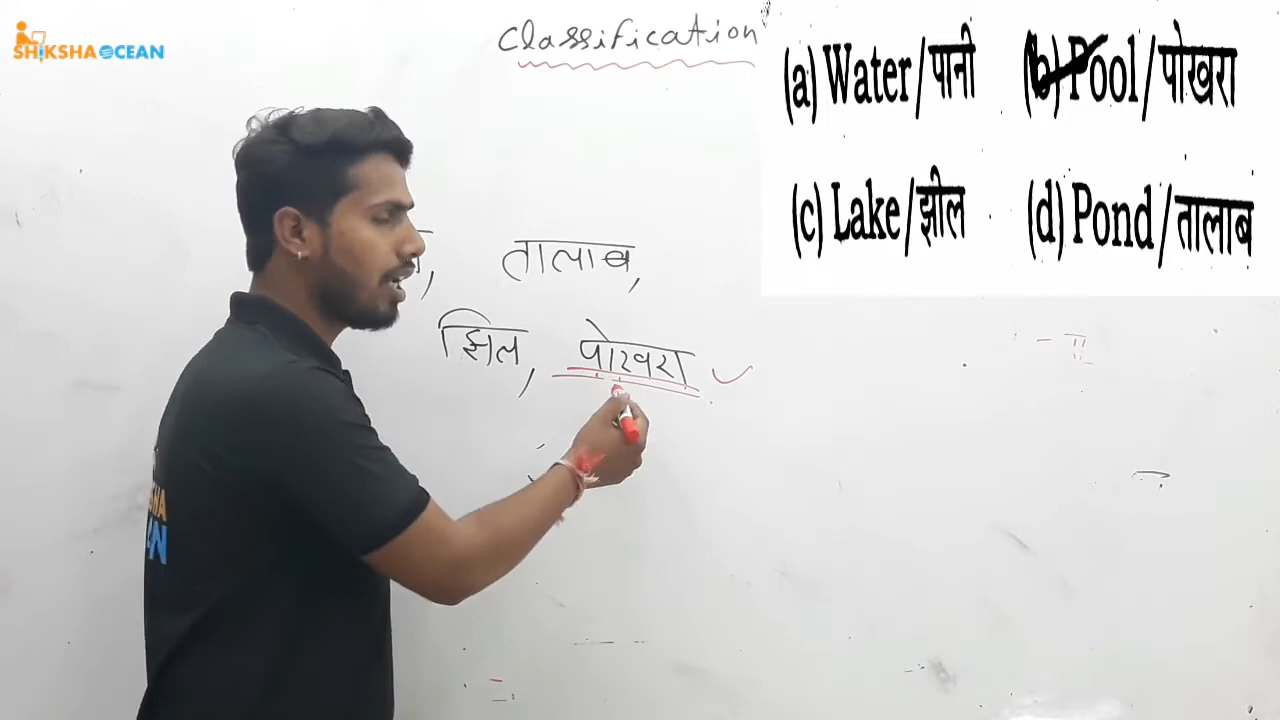 SHIKSHA OCEAN
Classification
(a) Water/पानी (b) Pool/पोखरा
(c) Lake/झील (d) Pond/तालाब
तालाब,
झिल, पोखरा